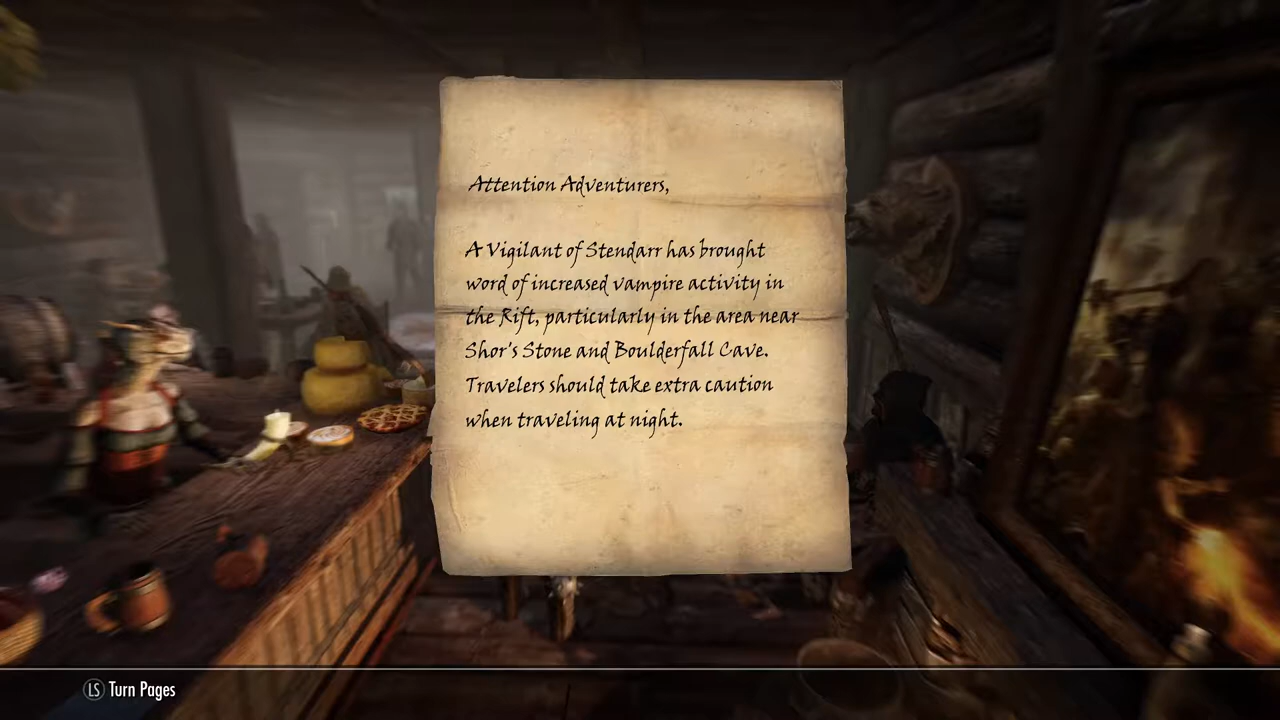 Attention Adventurers,
A Vigilant of Stendarr has brought
word of increased vampire activity in
the Rift, particularly in the area near
Shor's Stone and Boulderfall Cave.
Travelers should take extra caution
when traveling at night.
LS Turn Pages